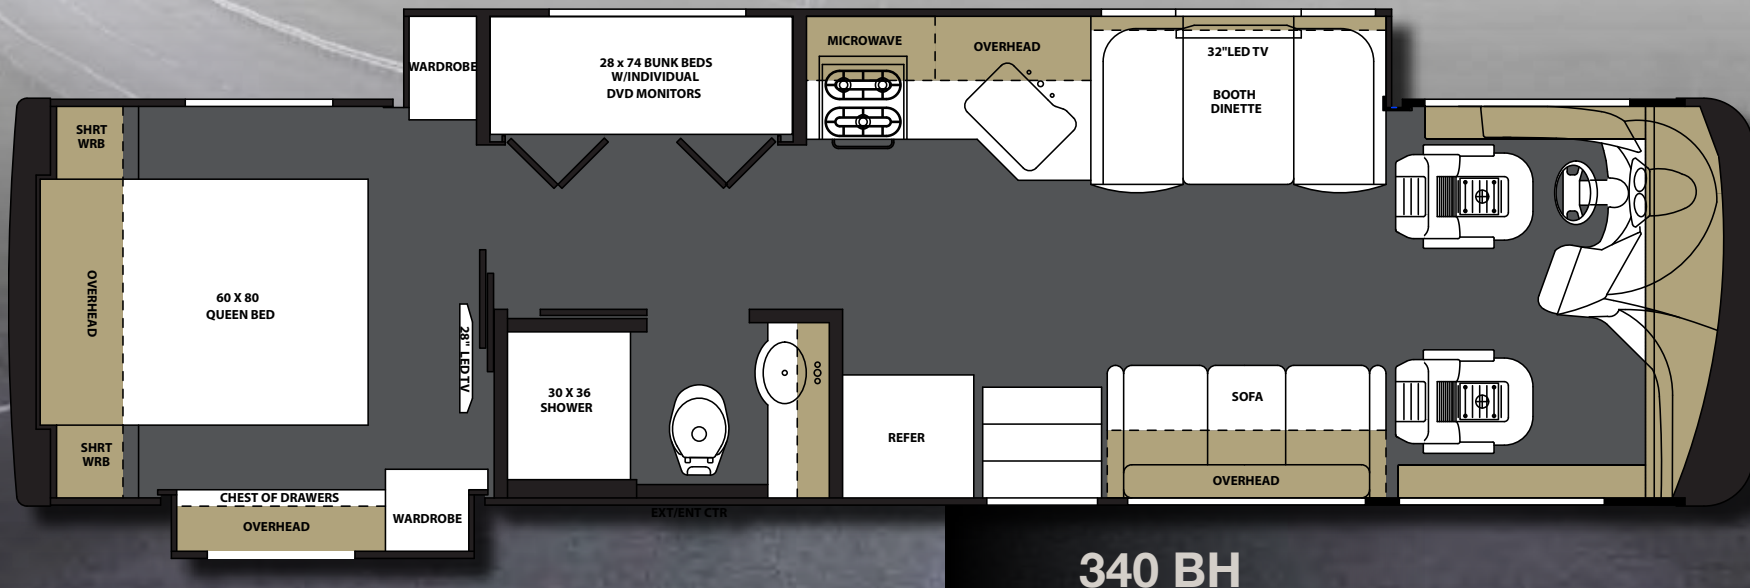 WARDROBE
28 x 74 BUNK BEDS
W/INDIVIDUAL
DVD MONITORS
MICROWAVE
OVERHEAD
32"LED TV
BOOTH
DINETTE
SHRT
WRB
OVERHEAD
60 X 80
QUEEN BED
28" LED TV
30 X 36
SHOWER
REFER
SOFA
OVERHEAD
SHRT
WRB
CHEST OF DRAWERS
OVERHEAD
WARDROBE
EXT/ENT CTR
340 BH